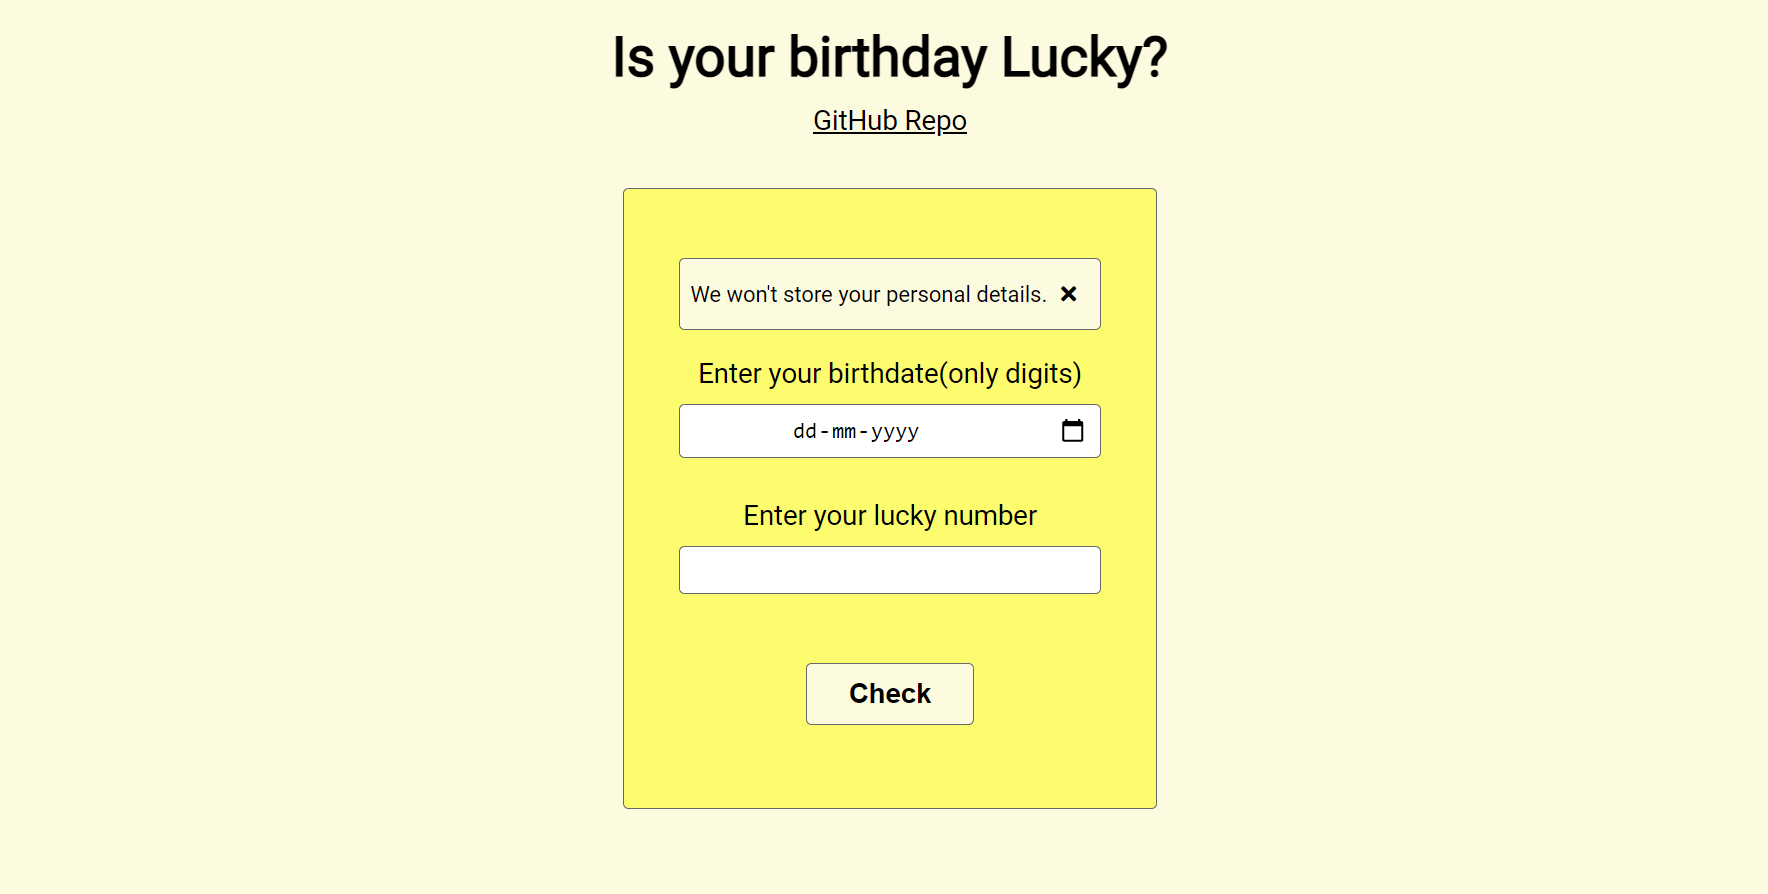 Is your birthday Lucky?
GitHub Repo
We won't store your personal details.
Enter your birthdate(only digits)
dd-mm-yyyy
Enter your lucky number
Check